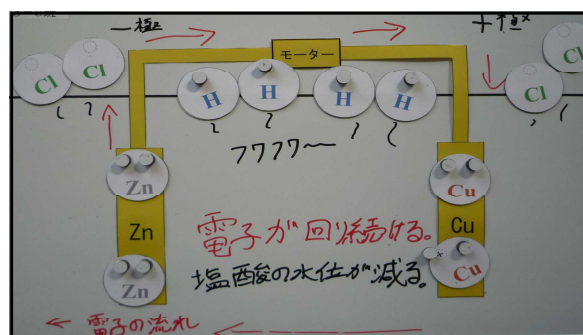 一極
モーター
+極
Cl Cl
H H H H
Cl Cl
フワフワ〜
Zn Zn Zn
Cu Cu Cu
電子が回り続ける。
塩酸の水位が減る。
← 電子の流れ ←